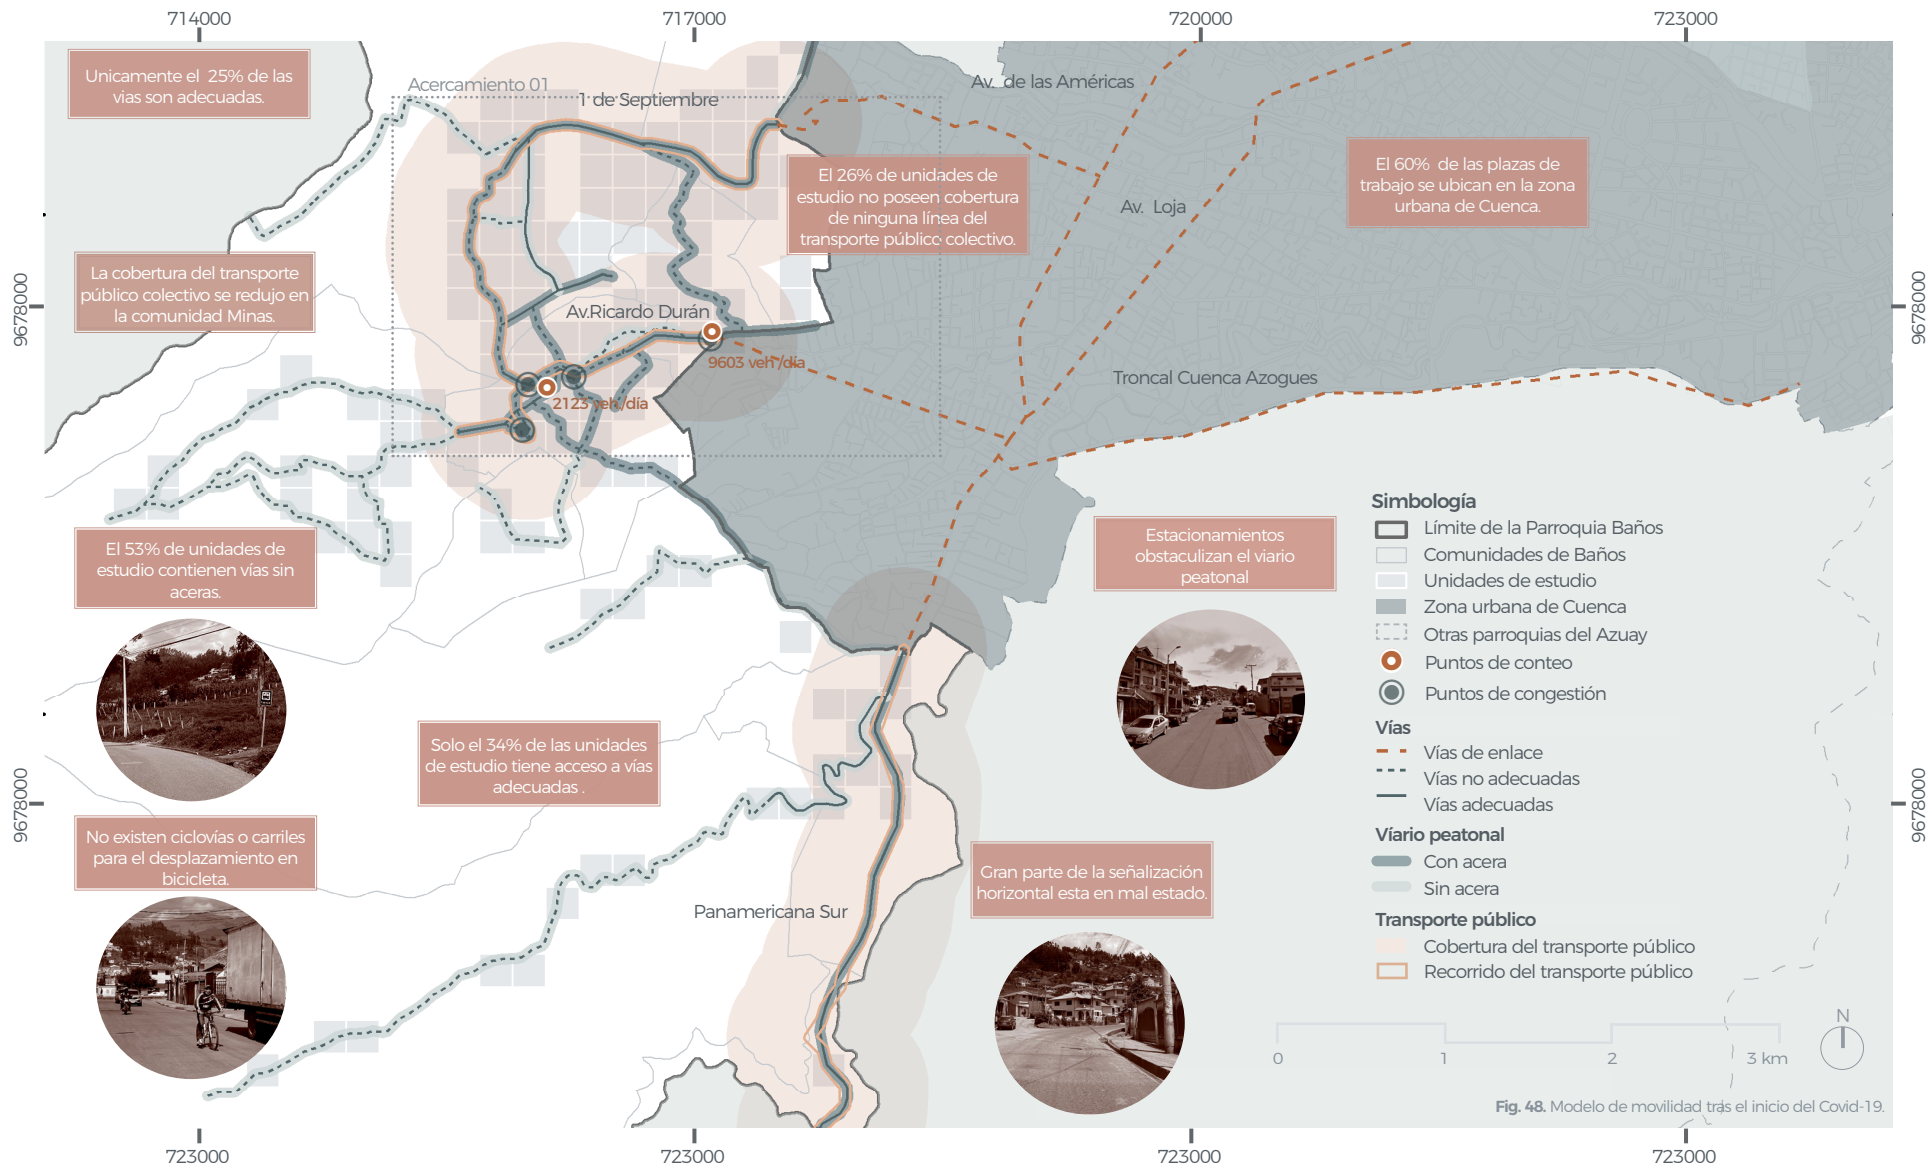 714000
717000
720000
723000
Unicamente el 25% de las
vias son adecuadas.
Acercamiento 01
1 de Septiembre
Av. de las Américas
El 26% de unidades de
estudio no poseen cobertura
de ninguna línea del
transporte público colectivo.
Av. Loja
El 60% de las plazas de
trabajo se ubican en la zona
urbana de Cuenca.
La cobertura del transporte
público colectivo se redujo en
la comunidad Minas.
9678000
9678000
Av.Ricardo Durán
9603 veh./día
2123 veh./día
Troncal Cuenca Azogues
El 53% de unidades de
estudio contienen vías sin
aceras.
Estacionamientos
obstaculizan el viario
peatonal
Simbología
Límite de la Parroquia Baños
Comunidades de Baños
Unidades de estudio
Zona urbana de Cuenca
Otras parroquias del Azuay
Puntos de conteo
Puntos de congestión
Vías
Vías de enlace
Vías no adecuadas
Vías adecuadas
Víario peatonal
Con acera
Sin acera
Transporte público
Cobertura del transporte público
Recorrido del transporte público
Solo el 34% de las unidades
de estudio tiene acceso a vías
adecuadas .
9678000
9678000
No existen ciclovías o carriles
para el desplazamiento en
bicicleta.
Panamericana Sur
Gran parte de la señalización
horizontal esta en mal estado.
N
0
1
2
3 km
Fig. 48. Modelo de movilidad tras el inicio del Covid-19.
723000
723000
723000
723000